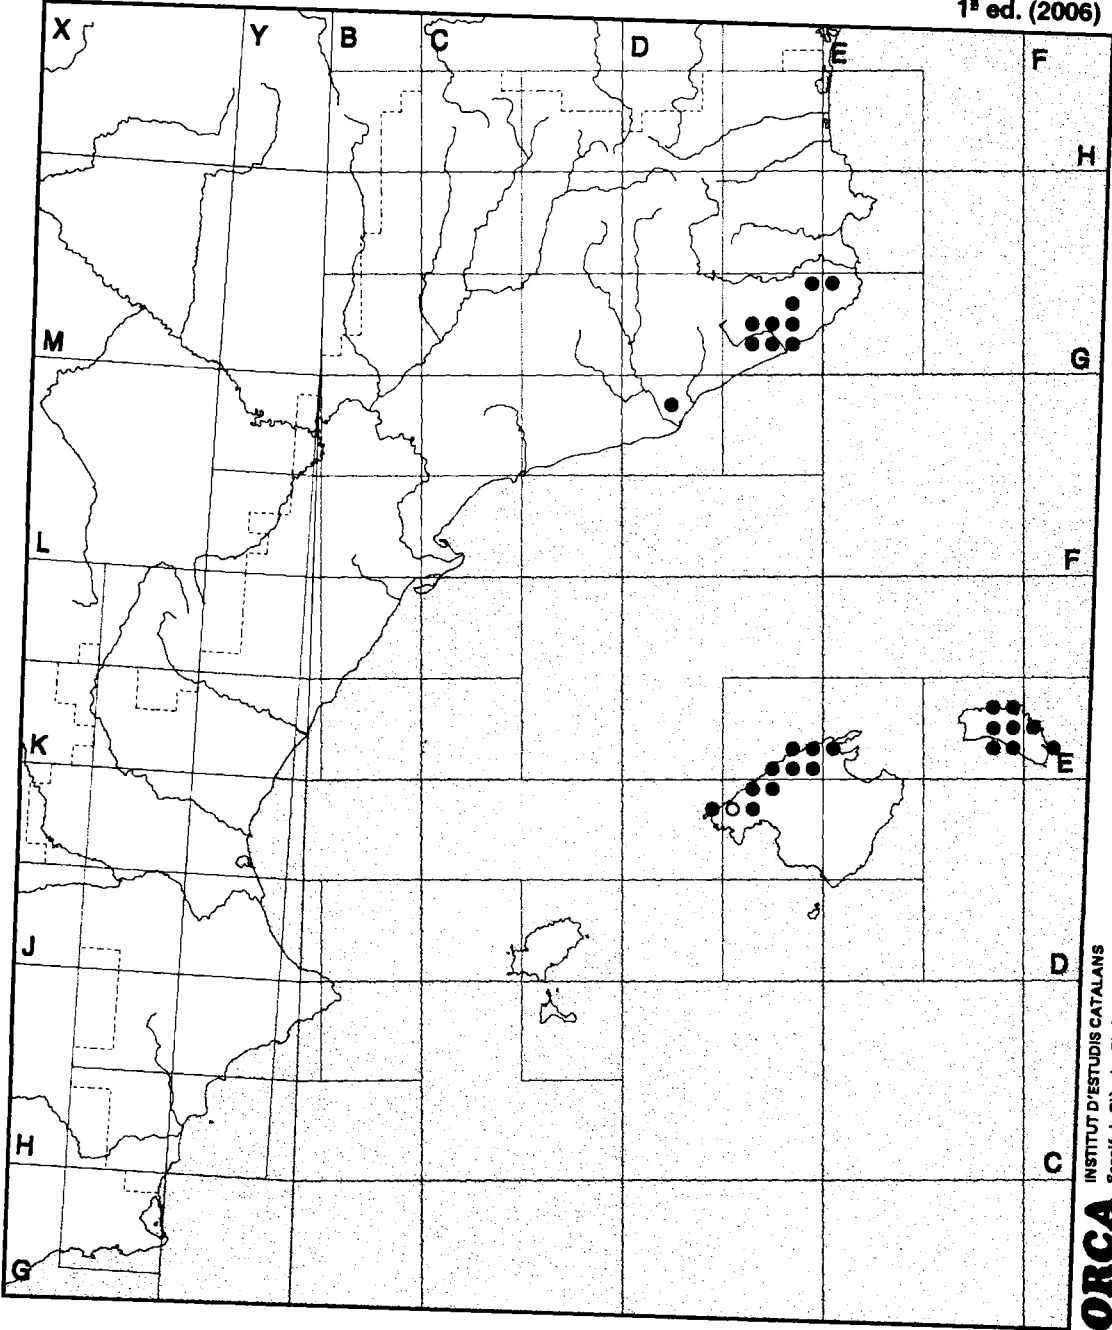 1ª ed. (2006)
X Y B C D E F
H
M G
L F
K E
J D
H C
G
ORCA INSTITUT D'ESTUDIS CATALANS